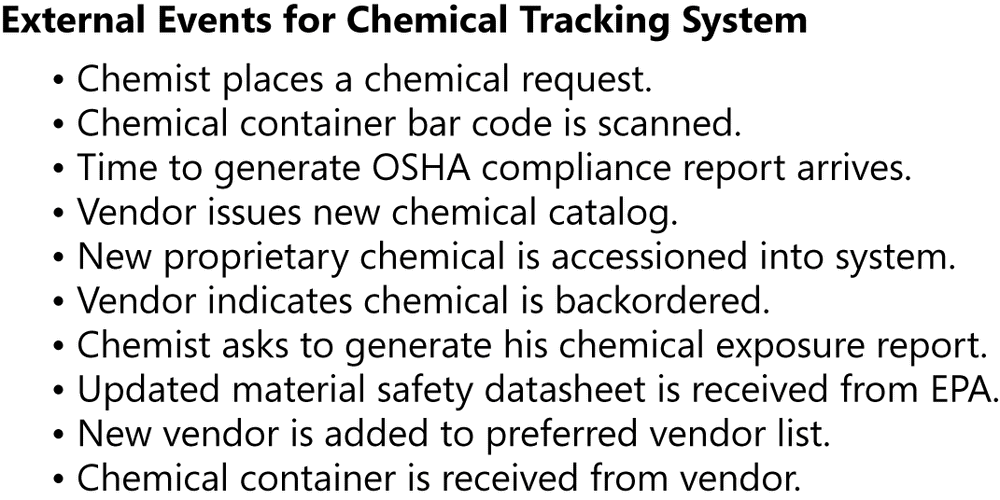 External Events for Chemical Tracking System
• Chemist places a chemical request.
• Chemical container bar code is scanned.
• Time to generate OSHA compliance report arrives.
• Vendor issues new chemical catalog.
• New proprietary chemical is accessioned into system.
• Vendor indicates chemical is backordered.
• Chemist asks to generate his chemical exposure report.
• Updated material safety datasheet is received from EPA.
• New vendor is added to preferred vendor list.
• Chemical container is received from vendor.